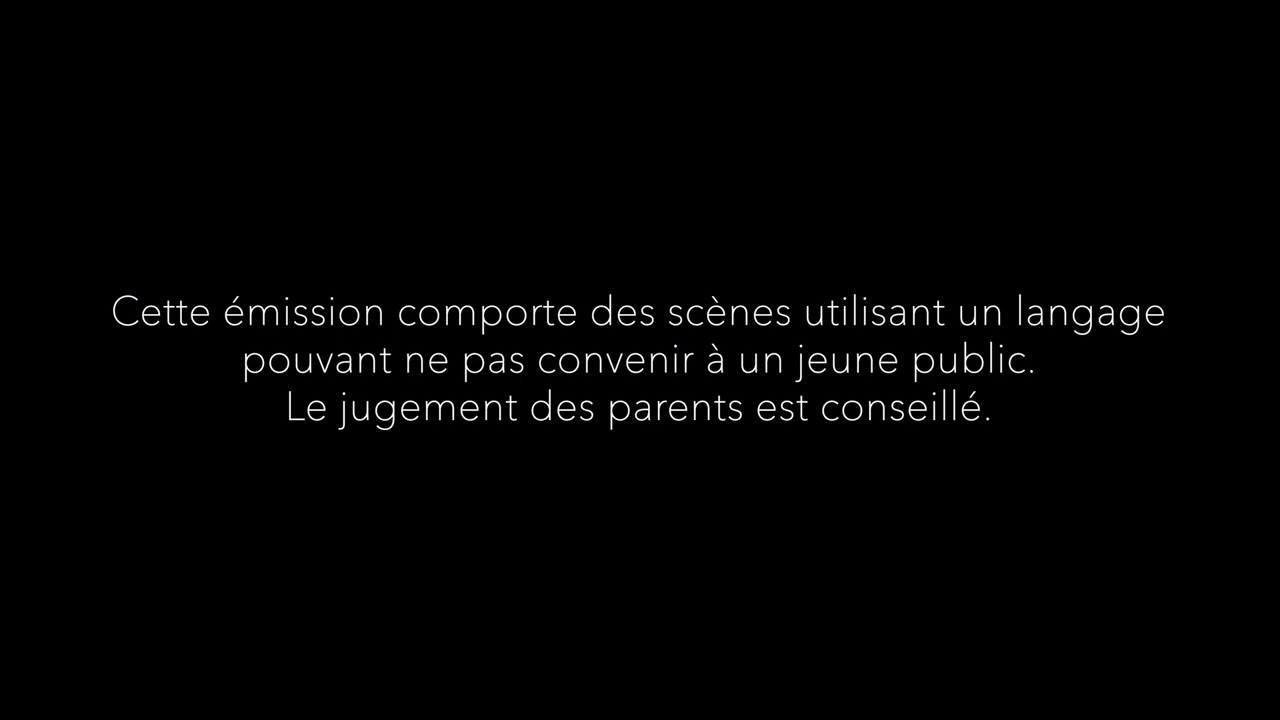 Cette émission comporte des scènes utilisant un langage
pouvant ne pas convenir à un jeune public.
Le jugement des parents est conseillé.